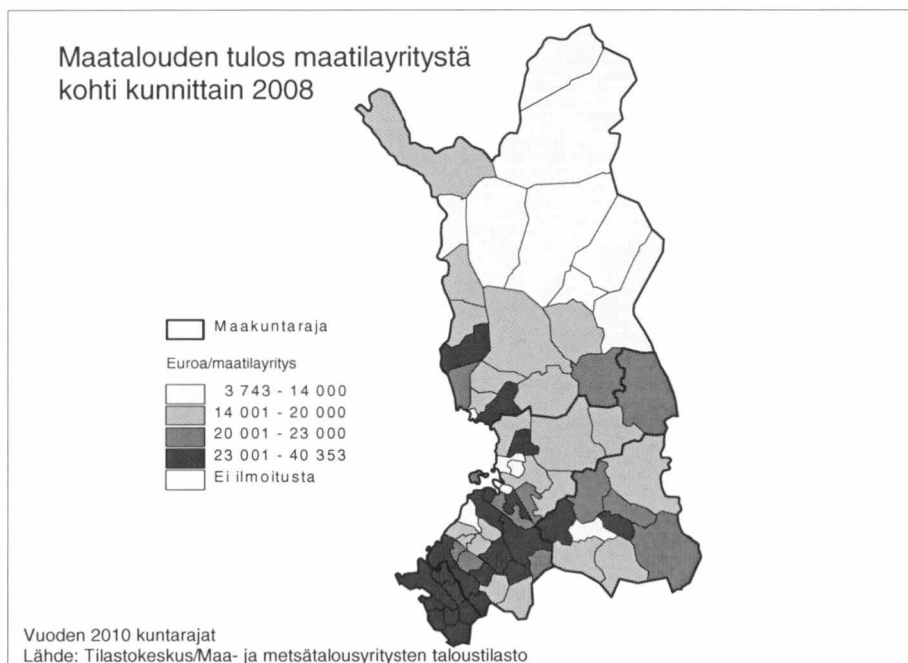 Maatalouden tulos maatilayritystä
kohti kunnittain 2008
Maakuntaraja
Euroa/maatilayritys
3 743 - 14 000
14 001 - 20 000
20 001 - 23 000
23 001 - 40 353
Ei ilmoitusta
Vuoden 2010 kuntarajat
Lähde: Tilastokeskus/Maa- ja metsätalousyritysten taloustilasto